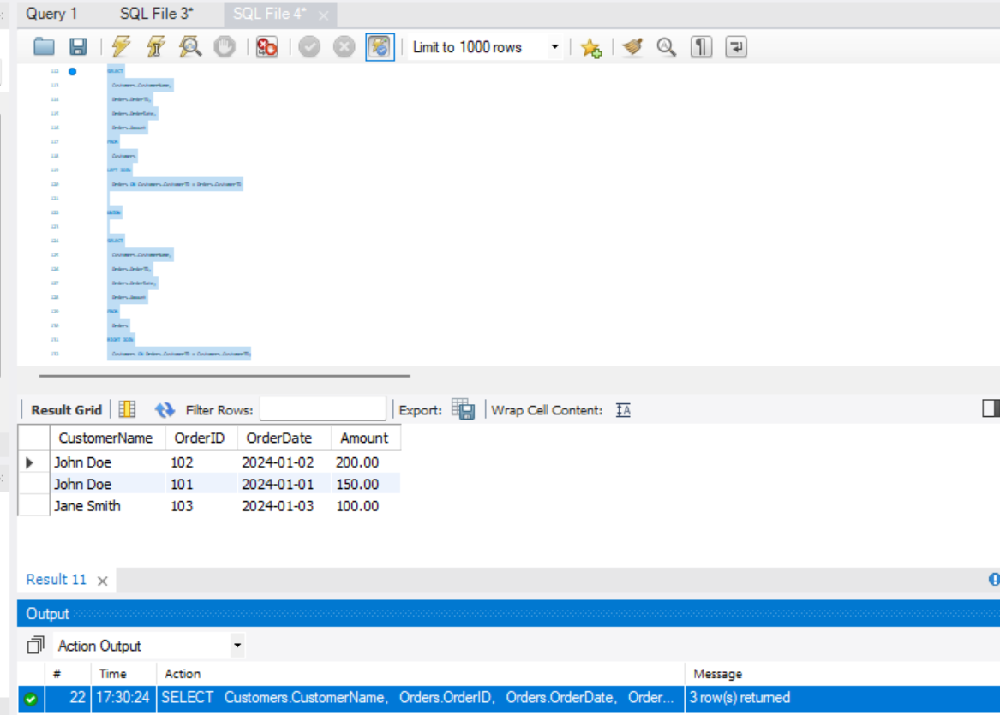 Query 1 SQL File 3* SQL File 4*
Limit to 1000 rows
112 SELECT
113 Customers.CustomerName,
114 Orders.OrderID,
115 Orders.OrderDate,
116 Orders.Amount
117 FROM
118 Customers
119 LEFT JOIN
120 Orders ON Customers.CustomerID = Orders.CustomerID
121
122 UNION
123
124 SELECT
125 Customers.CustomerName,
126 Orders.OrderID,
127 Orders.OrderDate,
128 Orders.Amount
129 FROM
130 Orders
131 RIGHT JOIN
132 Customers ON Orders.CustomerID = Customers.CustomerID;
Result Grid Filter Rows: Export: Wrap Cell Content:
CustomerName OrderID OrderDate Amount
John Doe 102 2024-01-02 200.00
John Doe 101 2024-01-01 150.00
Jane Smith 103 2024-01-03 100.00
Result 11
Output
Action Output
# Time Action Message
22 17:30:24 SELECT Customers.CustomerName, Orders.OrderID, Orders.OrderDate, Order... 3 row(s) returned